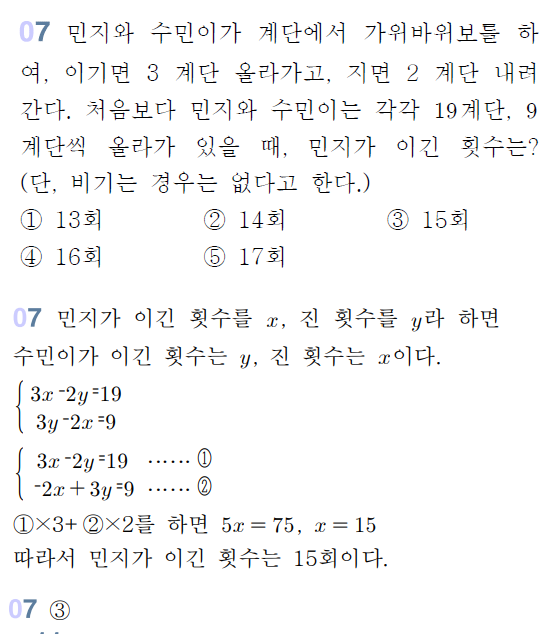 07 민지와 수민이가 계단에서 가위바위보를 하
여, 이기면 3 계단 올라가고, 지면 2 계단 내려
간다. 처음보다 민지와 수민이는 각각 19계단, 9
계단씩 올라가 있을 때, 민지가 이긴 횟수는?
(단, 비기는 경우는 없다고 한다.)
① 13회 ② 14회 ③ 15회
④ 16회 ⑤ 17회
07 민지가 이긴 횟수를 x, 진 횟수를 y라 하면
수민이가 이긴 횟수는 y, 진 횟수는 x이다.
3x-2y=19
3y-2x=9
3x-2y=19 …… ①
-2x+3y=9 …… ②
①×3+②×2를 하면 5x=75, x=15
따라서 민지가 이긴 횟수는 15회이다.
07 ③